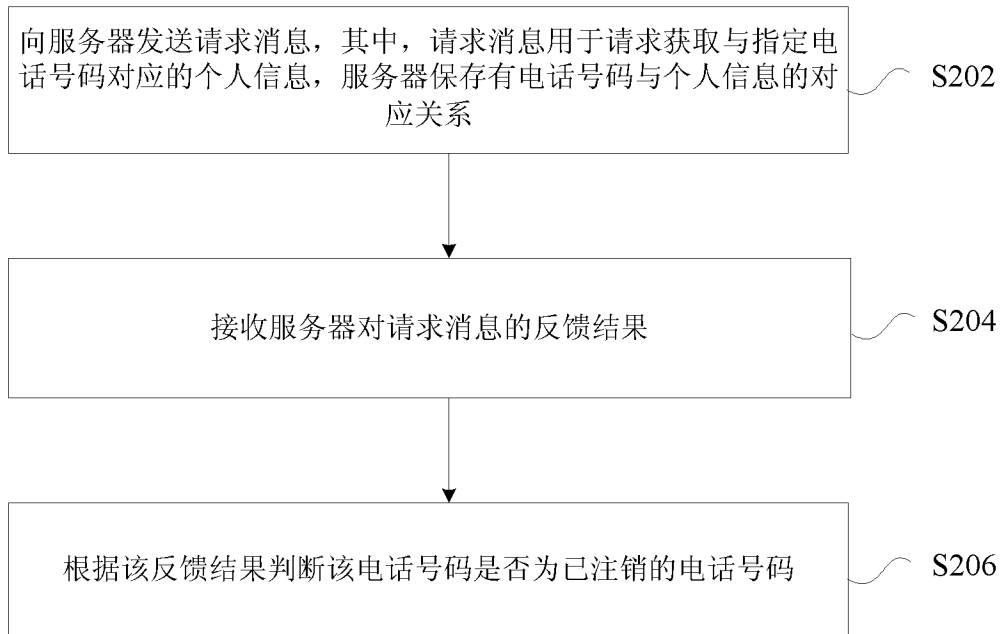 向服务器发送请求消息，其中，请求消息用于请求获取与指定电
话号码对应的个人信息，服务器保存有电话号码与个人信息的对
应关系
S202
接收服务器对请求消息的反馈结果
S204
根据该反馈结果判断该电话号码是否为已注销的电话号码
S206